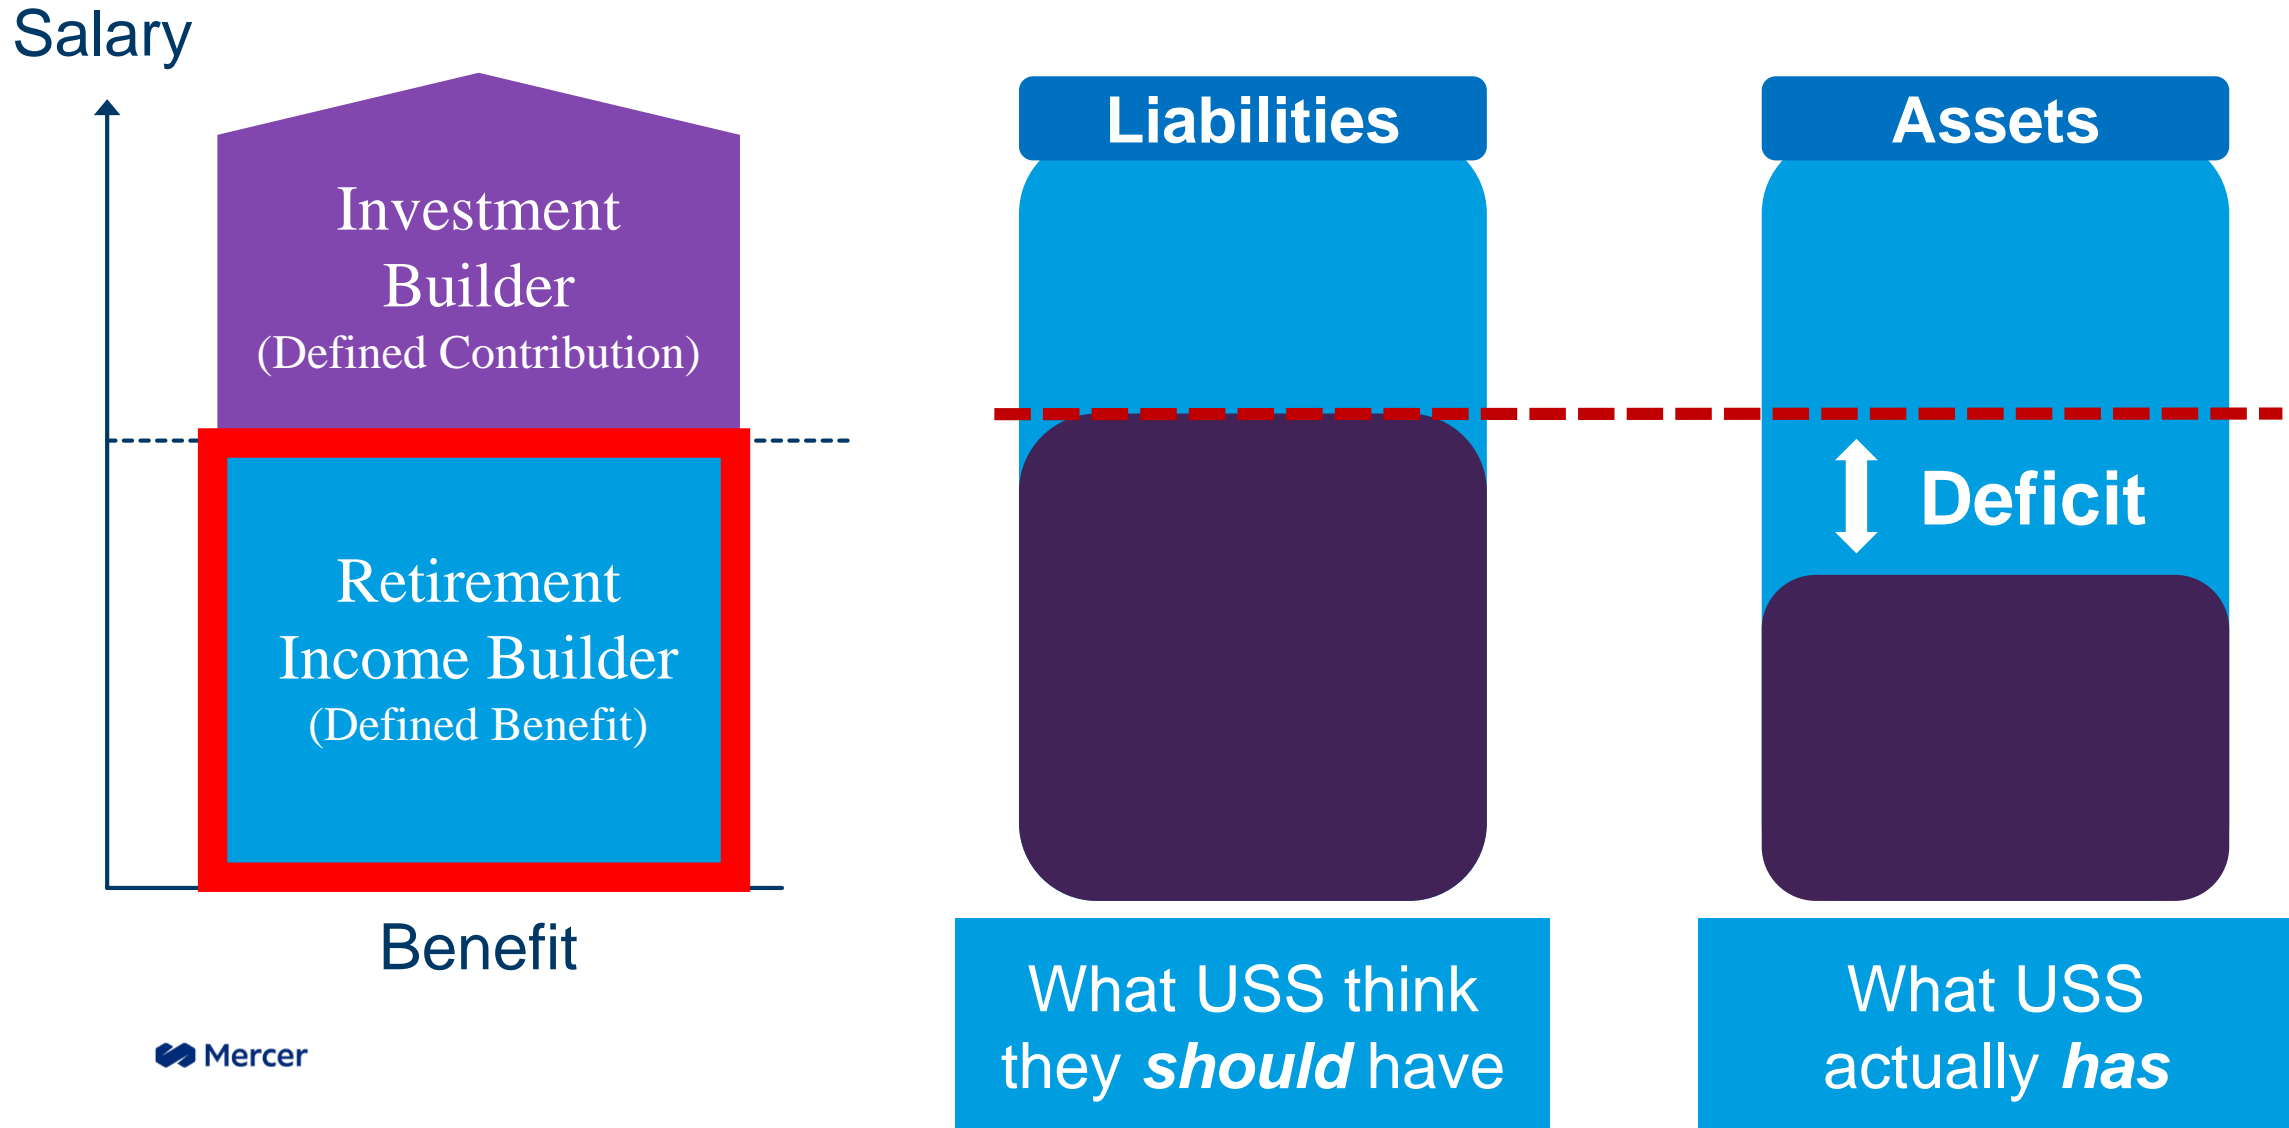 Salary
Investment
Builder
(Defined Contribution)
Retirement
Income Builder
(Defined Benefit)
Benefit
Mercer
Liabilities
What USS think
they should have
Assets
Deficit
What USS
actually has